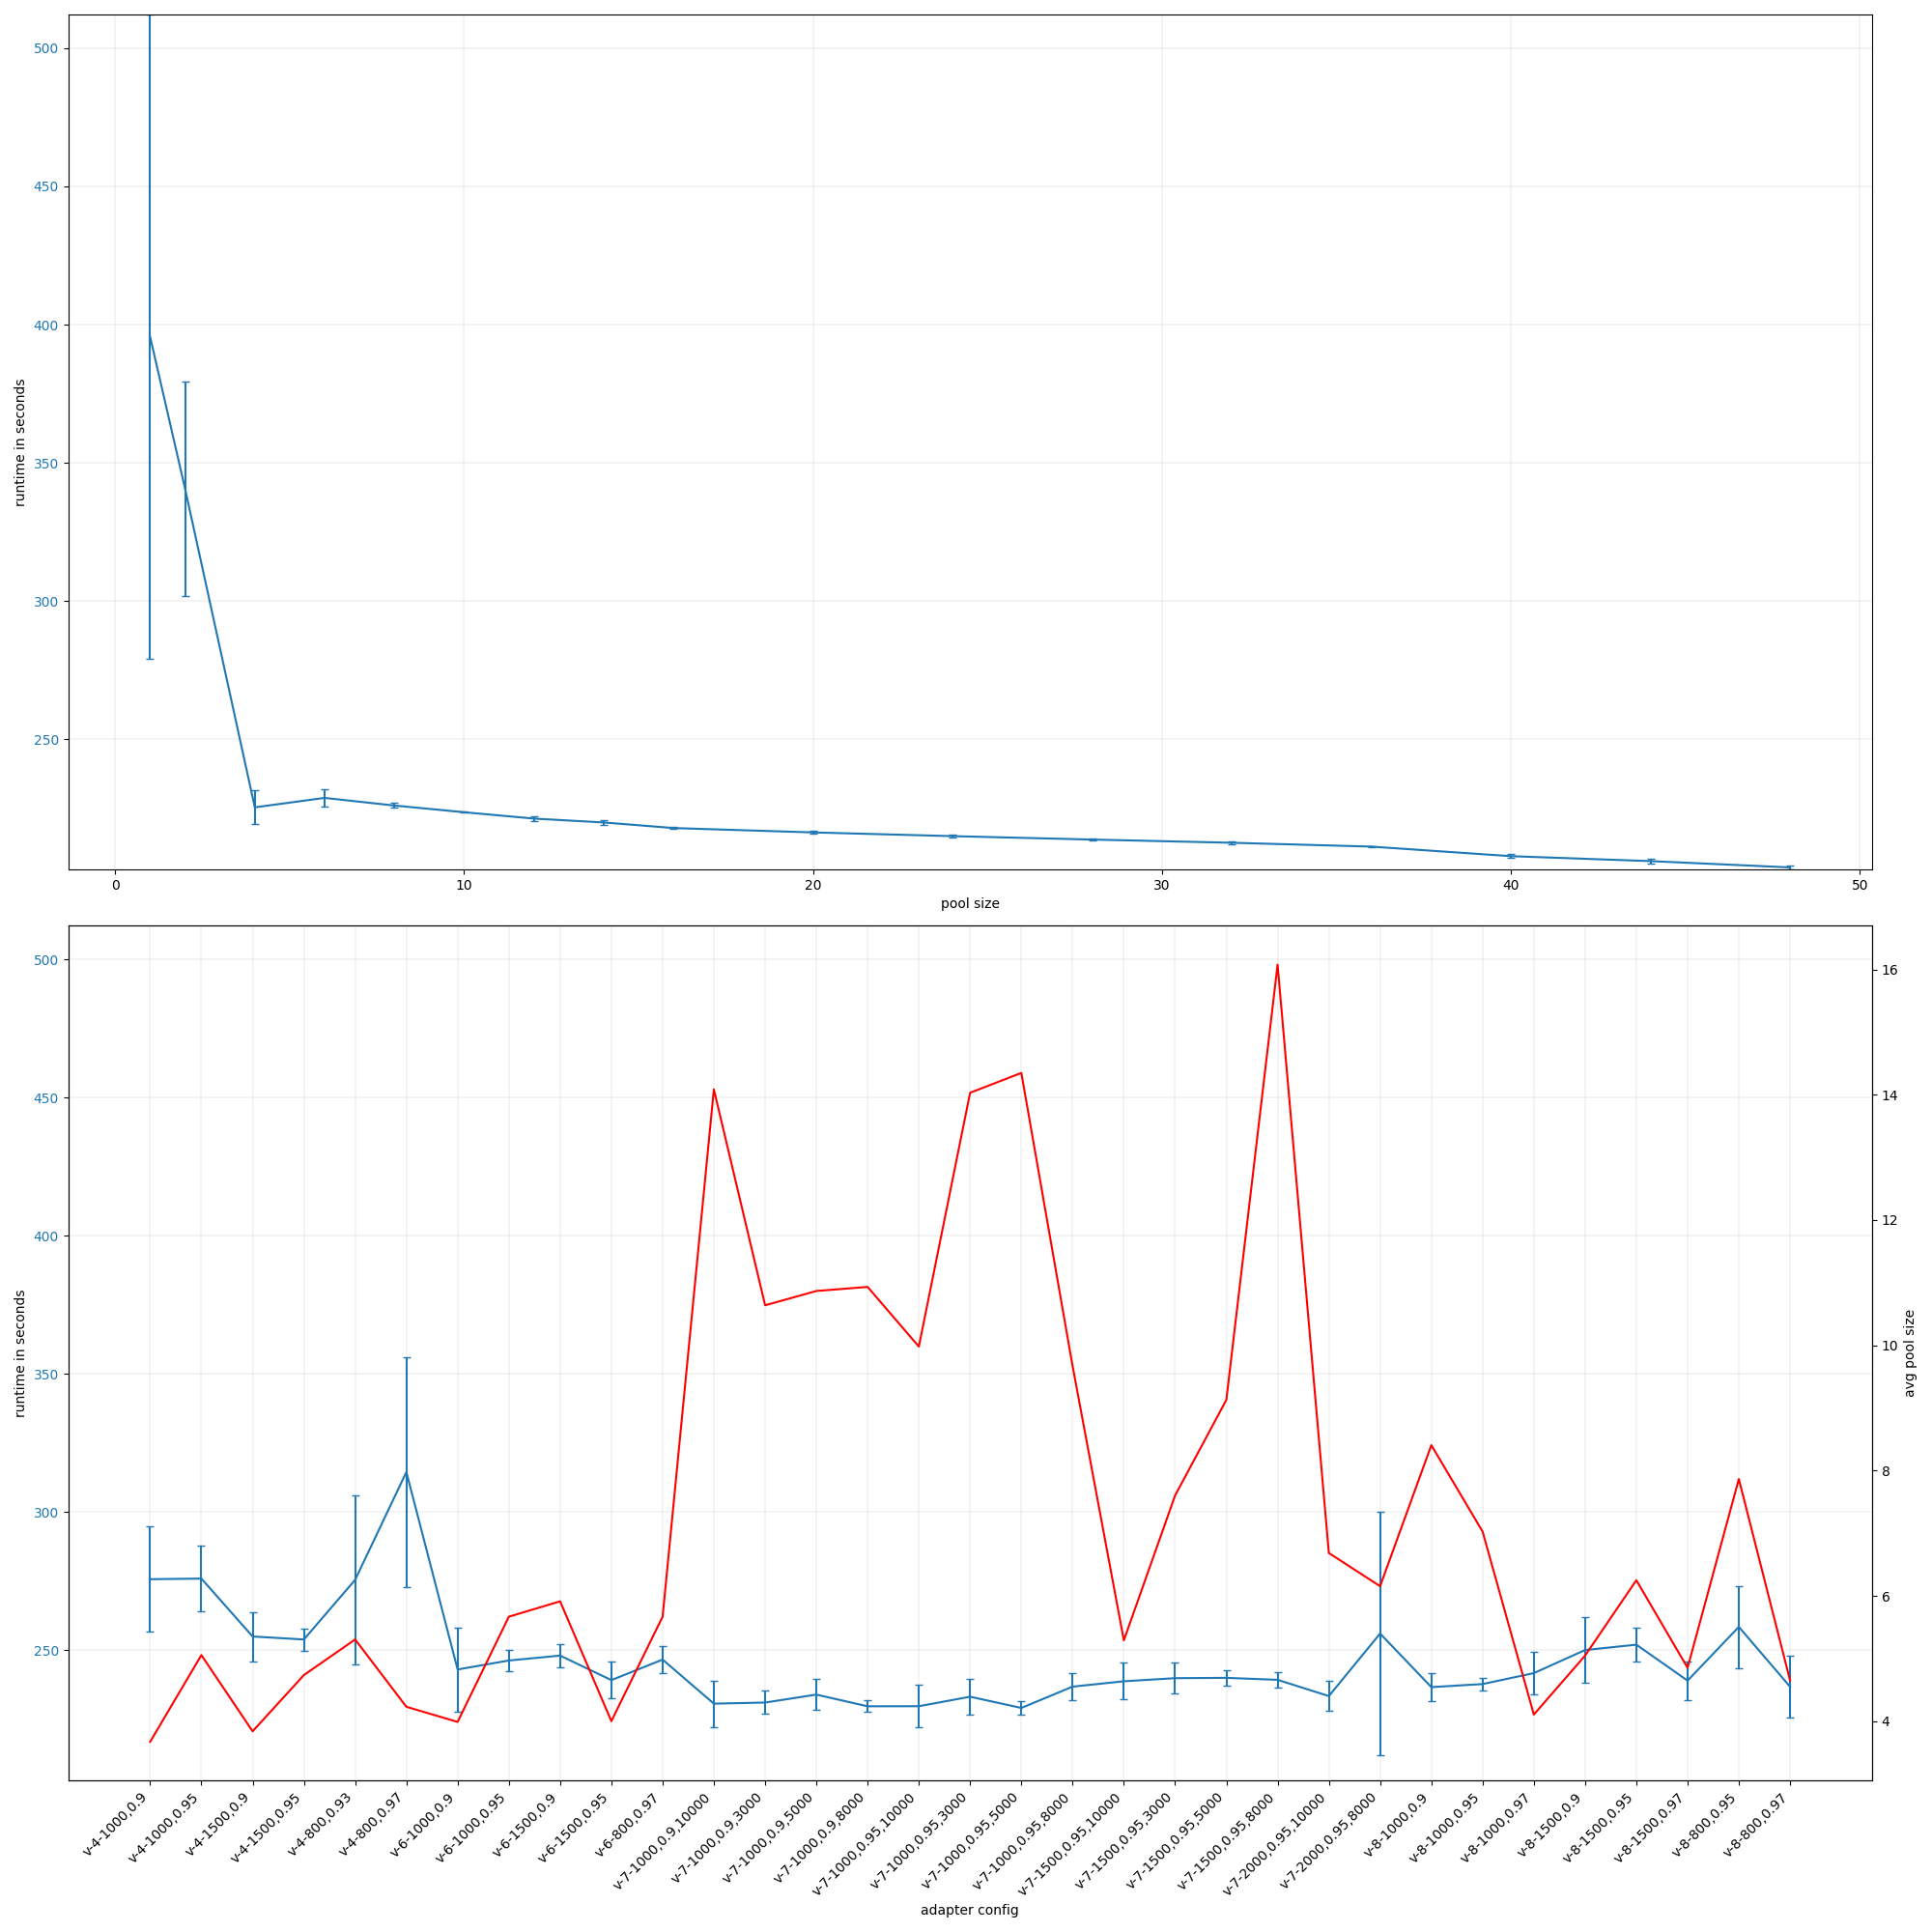 500
450
400
350
300
250
runtime in seconds
0 10 20 30 40 50
pool size
500
450
400
350
300
250
runtime in seconds
16
14
12
10
8
6
4
avg pool size
v-4-1000,0.9
v-4-1000,0.95
v-4-1500,0.9
v-4-1500,0.95
v-4-800,0.93
v-4-800,0.97
v-6-1000,0.9
v-6-1000,0.95
v-6-1500,0.9
v-6-1500,0.95
v-6-800,0.97
v-7-1000,0.9,10000
v-7-1000,0.9,3000
v-7-1000,0.9,5000
v-7-1000,0.9,8000
v-7-1000,0.95,10000
v-7-1000,0.95,3000
v-7-1000,0.95,5000
v-7-1000,0.95,8000
v-7-1500,0.95,10000
v-7-1500,0.95,3000
v-7-1500,0.95,5000
v-7-1500,0.95,8000
v-7-2000,0.95,10000
v-7-2000,0.95,8000
v-8-1000,0.9
v-8-1000,0.95
v-8-1000,0.97
v-8-1500,0.9
v-8-1500,0.95
v-8-1500,0.97
v-8-800,0.95
v-8-800,0.97
adapter config